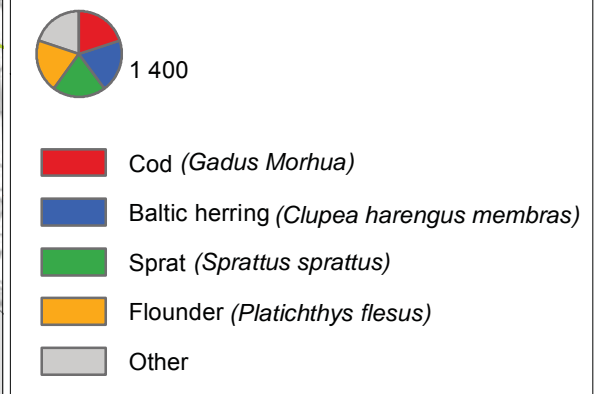 1 400
Cod (Gadus Morhua)
Baltic herring (Clupea harengus membras)
Sprat (Sprattus sprattus)
Flounder (Platichthys flesus)
Other